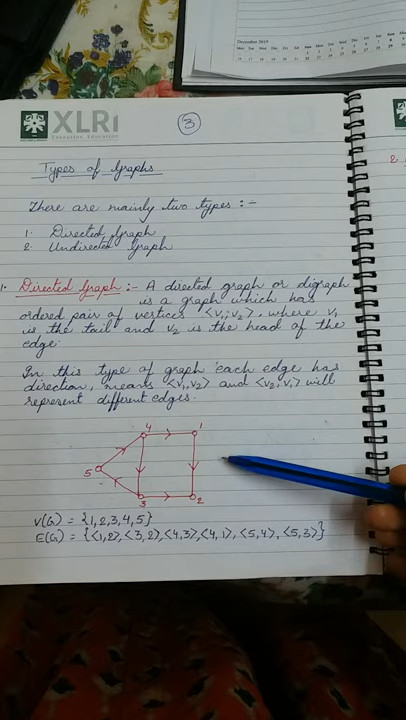 December 2019
XLRI
Executive Education
3
Types of Graphs
There are mainly two types :-
1. Directed Graph
2. Undirected Graph
1. Directed Graph :- A directed graph or digraph
is a graph which has
ordered pair of vertices <v1, v2>, where v1
is the tail and v2 is the head of the
edge.
In this type of graph each edge has
direction, means <v1, v2> and <v2, v1> will
represent different edges.
4
1
5
3
2
V(G) = {1,2,3,4,5}
E(G) = {<1,2>,<3,2>,<4,3>,<4,1>,<5,4>,<5,3>}
2.